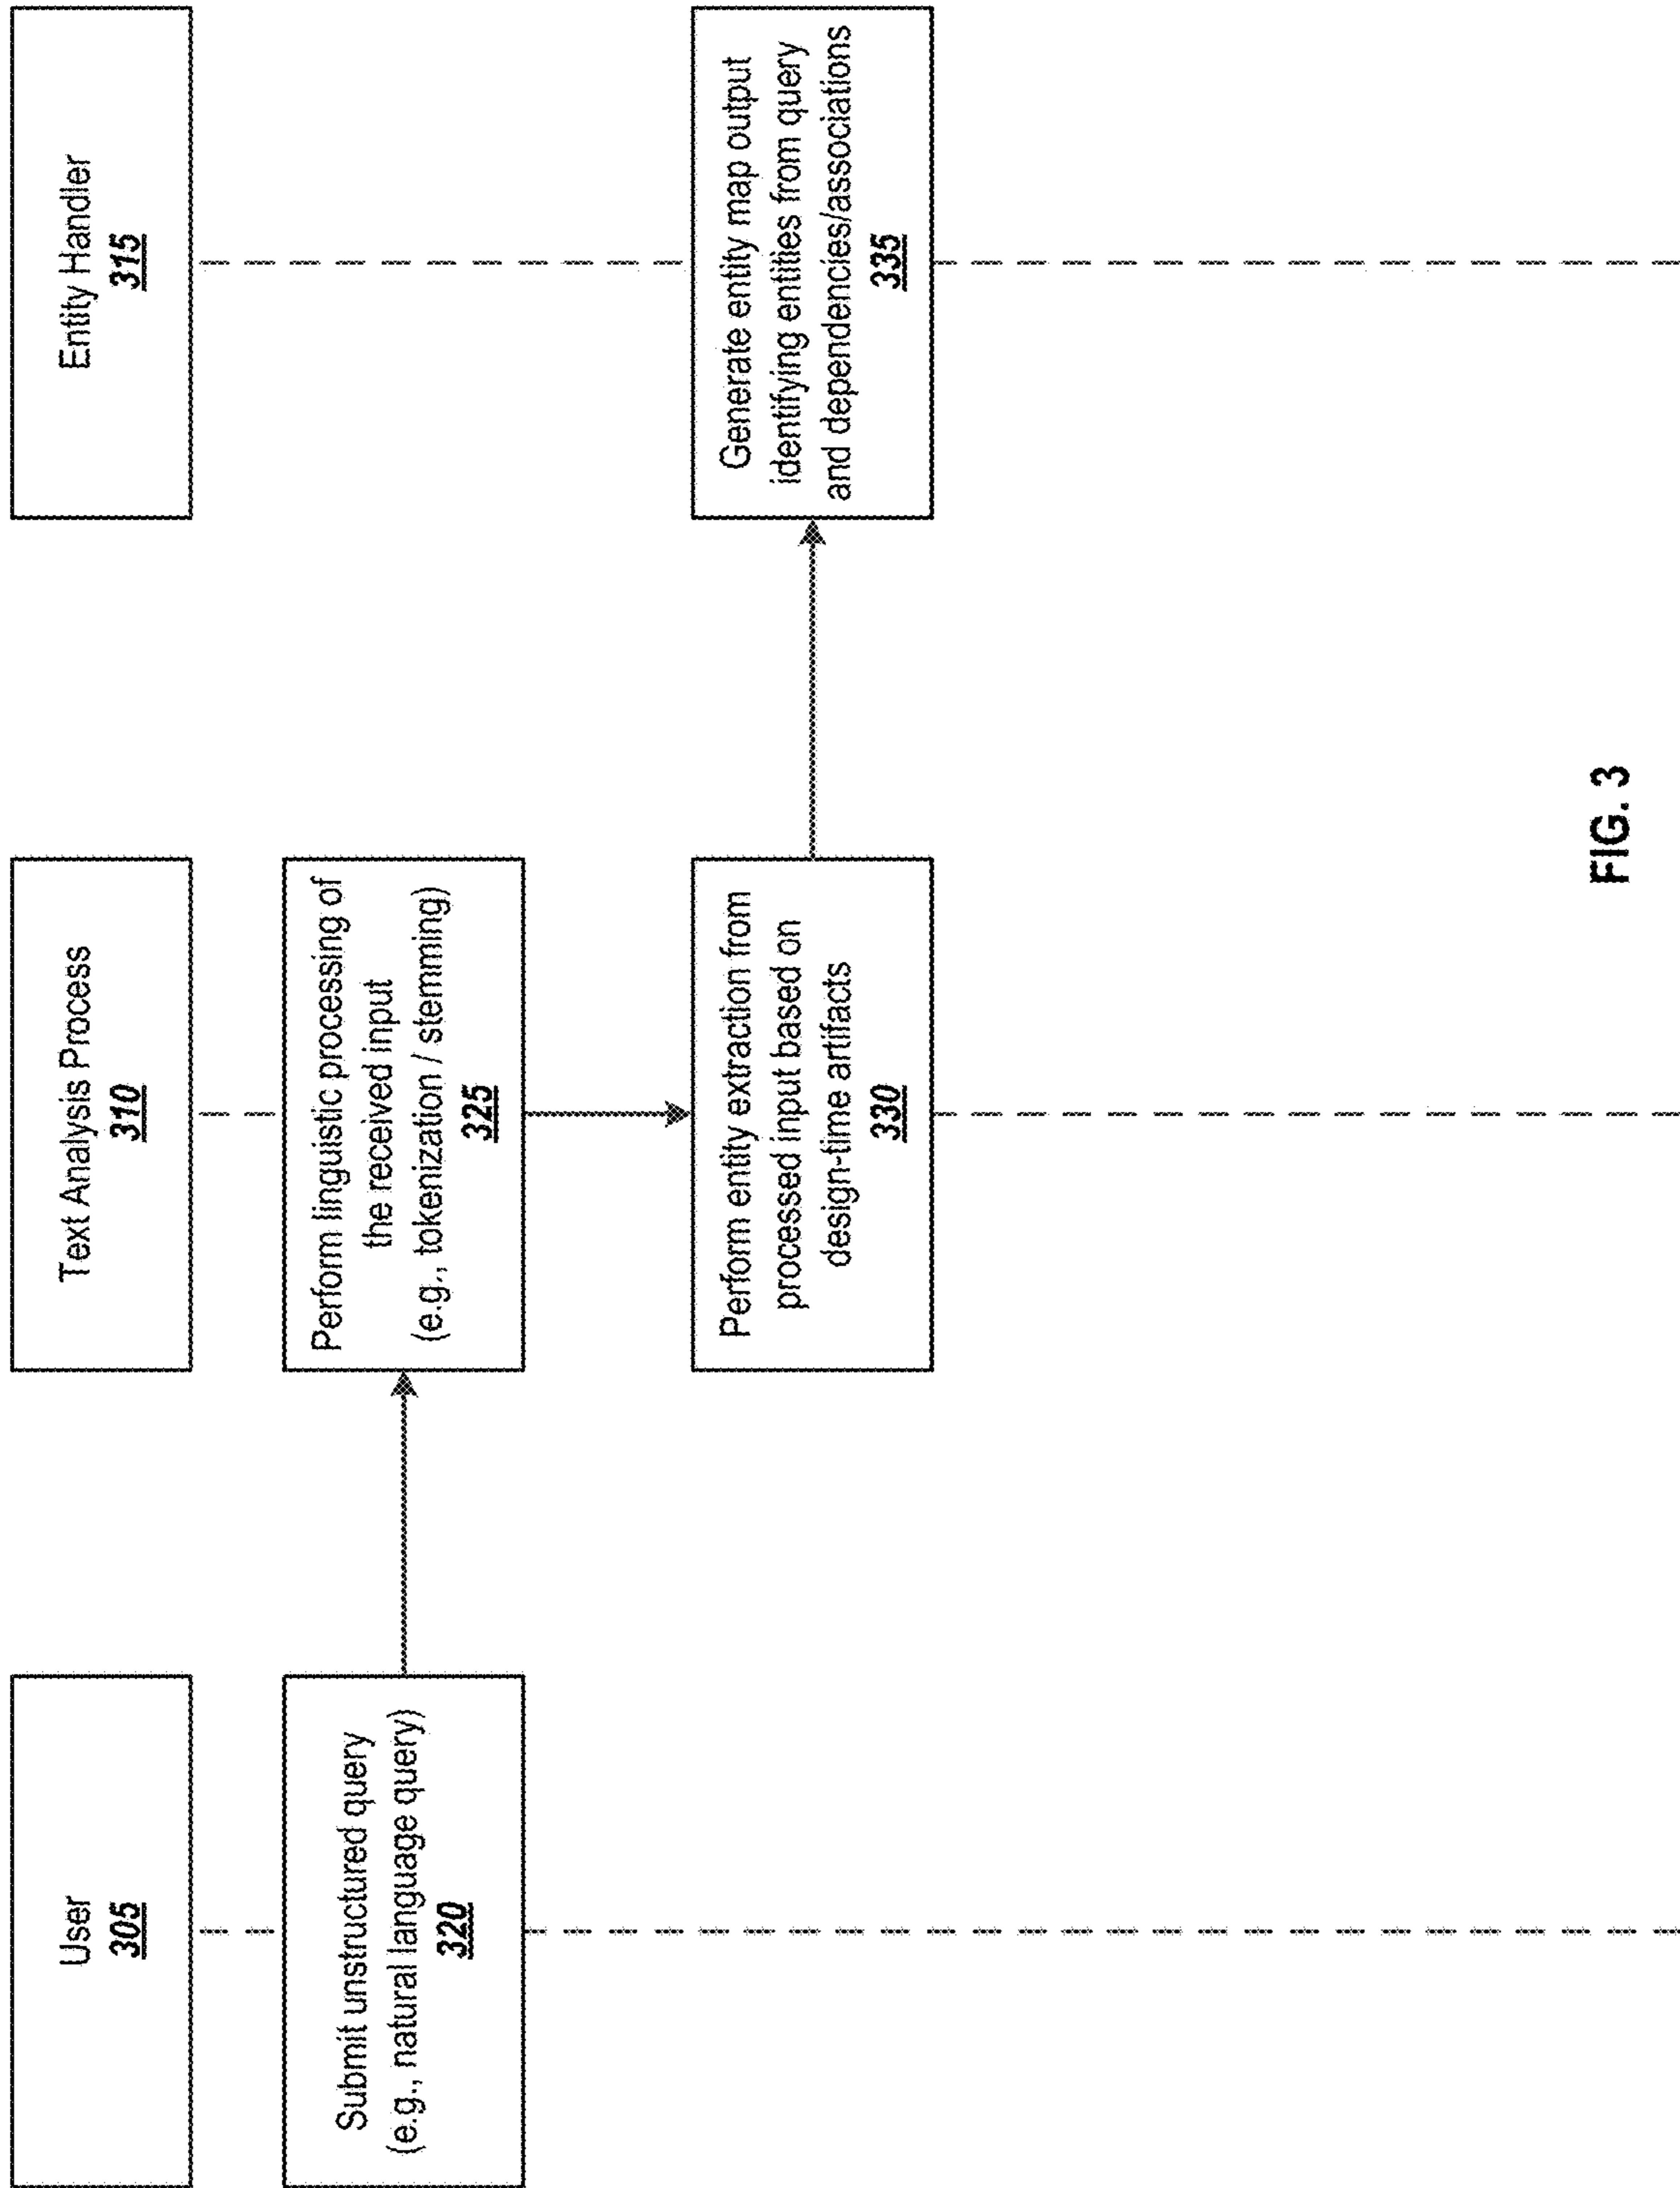 User
305
Text Analysis Process
310
Entity Handler
315
Submit unstructured query
(e.g., natural language query)
320
Perform linguistic processing of
the received input
(e.g., tokenization / stemming)
325
Perform entity extraction from
processed input based on
design-time artifacts
330
Generate entity map output
identifying entities from query
and dependencies/associations
335
FIG. 3